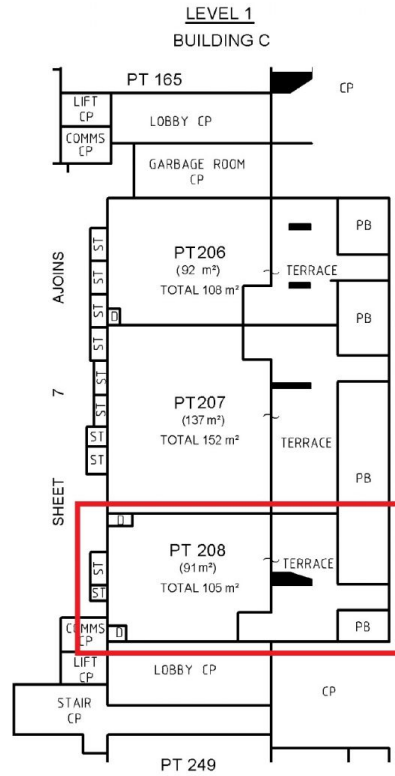 LEVEL 1
BUILDING C
PT 165
CP
LIFT
CP
LOBBY CP
COMMS
CP
GARBAGE ROOM
CP
ST
ST
ST
ST
ST
ST
ST
ST
AJOINS
7
SHEET
PT206
(92 m²)
TOTAL 108 m²
TERRACE
PB
PB
D
PT207
(137m²)
TOTAL 152 m²
TERRACE
PB
D
PT 208
(91m²)
TOTAL 105 m²
TERRACE
ST
ST
PB
D
COMMS
CP
LIFT
CP
LOBBY CP
STAIR
CP
CP
PT 249